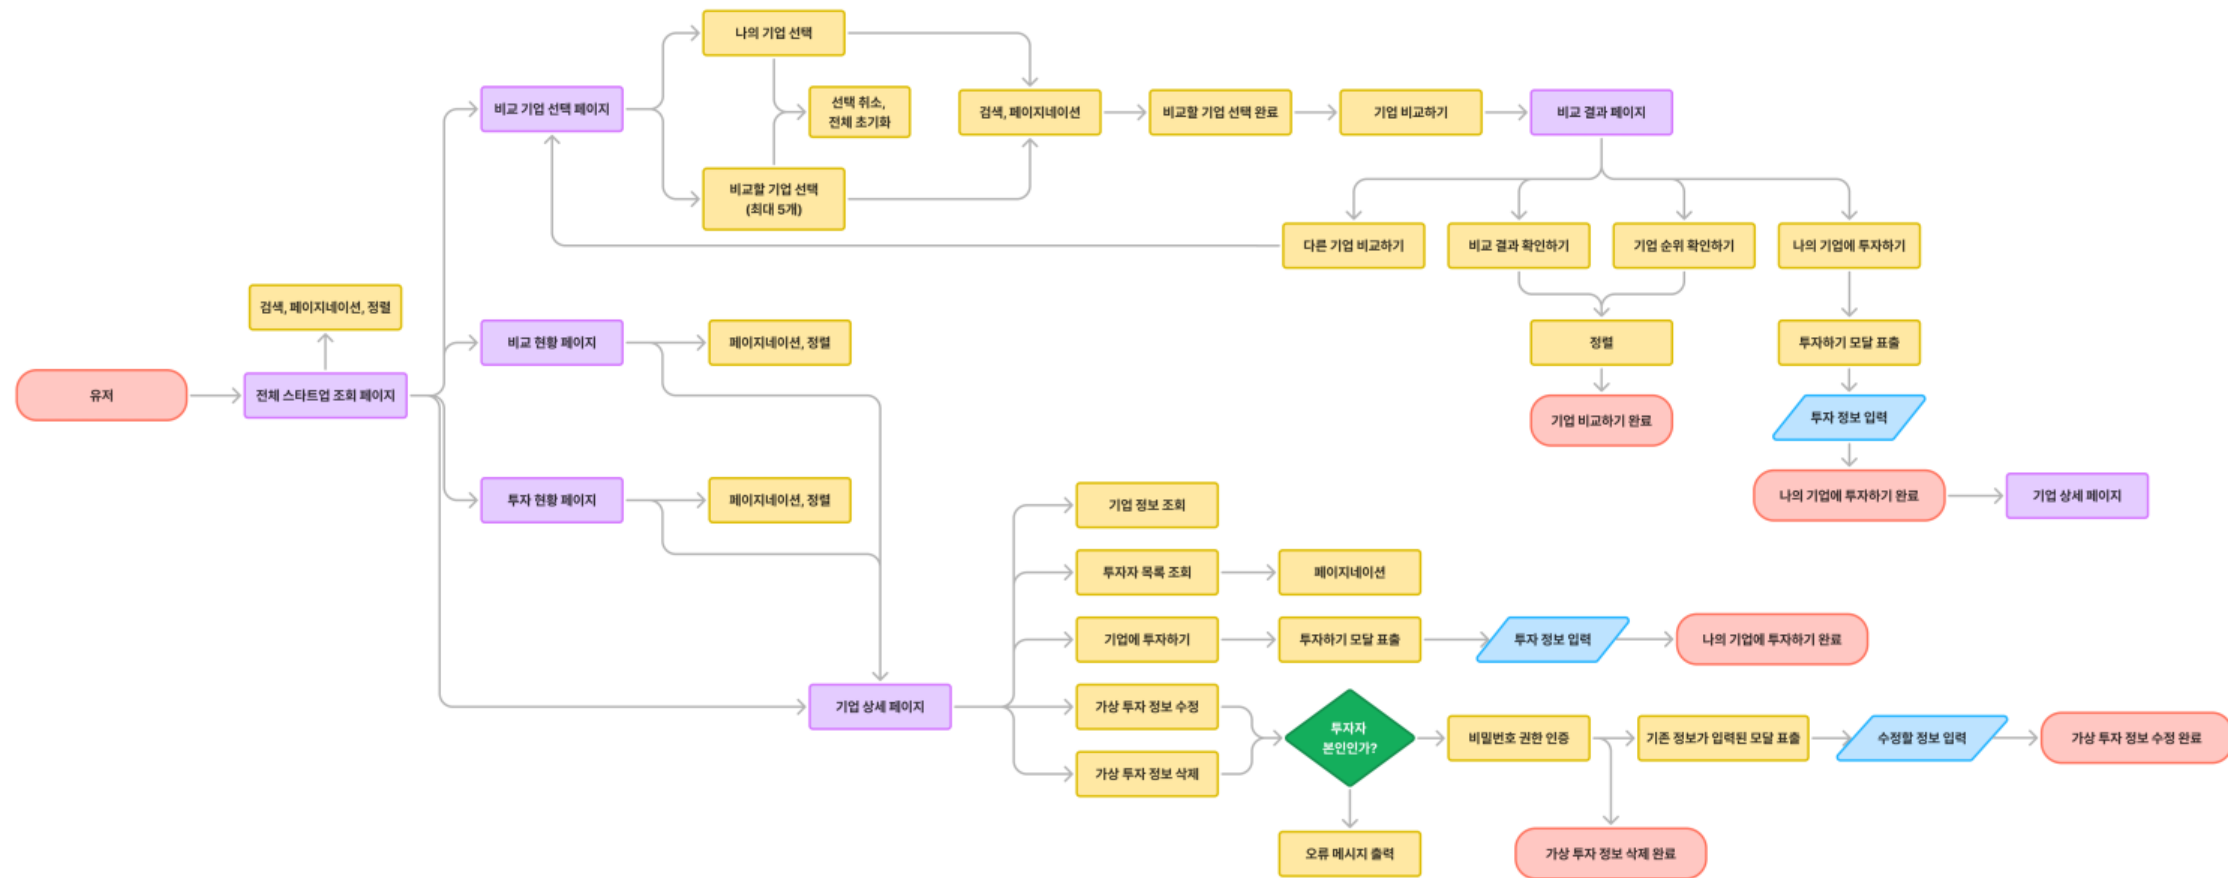 나의 기업 선택
비교 기업 선택 페이지
선택 취소,
전체 초기화
검색, 페이지네이션
비교할 기업 선택 완료
기업 비교하기
비교 결과 페이지
비교할 기업 선택
(최대 5개)
다른 기업 비교하기
비교 결과 확인하기
기업 순위 확인하기
나의 기업에 투자하기
검색, 페이지네이션, 정렬
비교 현황 페이지
페이지네이션, 정렬
정렬
투자하기 모달 표출
유저
전체 스타트업 조회 페이지
기업 비교하기 완료
투자 정보 입력
투자 현황 페이지
페이지네이션, 정렬
나의 기업에 투자하기 완료
기업 상세 페이지
기업 정보 조회
투자자 목록 조회
페이지네이션
기업에 투자하기
투자하기 모달 표출
투자 정보 입력
나의 기업에 투자하기 완료
기업 상세 페이지
가상 투자 정보 수정
투자자
본인인가?
비밀번호 권한 인증
기존 정보가 입력된 모달 표출
수정할 정보 입력
가상 투자 정보 수정 완료
가상 투자 정보 삭제
오류 메시지 출력
가상 투자 정보 삭제 완료